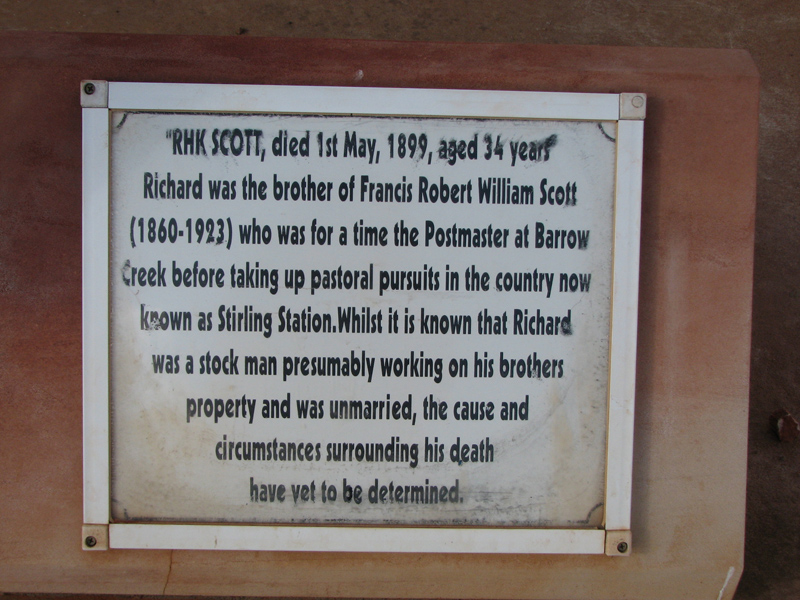 "RHK SCOTT, died 1st May, 1899, aged 34 years"
Richard was the brother of Francis Robert William Scott
(1860-1923) who was for a time the Postmaster at Barrow
Creek before taking up pastoral pursuits in the country now
known as Stirling Station.Whilst it is known that Richard
was a stock man presumably working on his brothers
property and was unmarried, the cause and
circumstances surrounding his death
have yet to be determined.